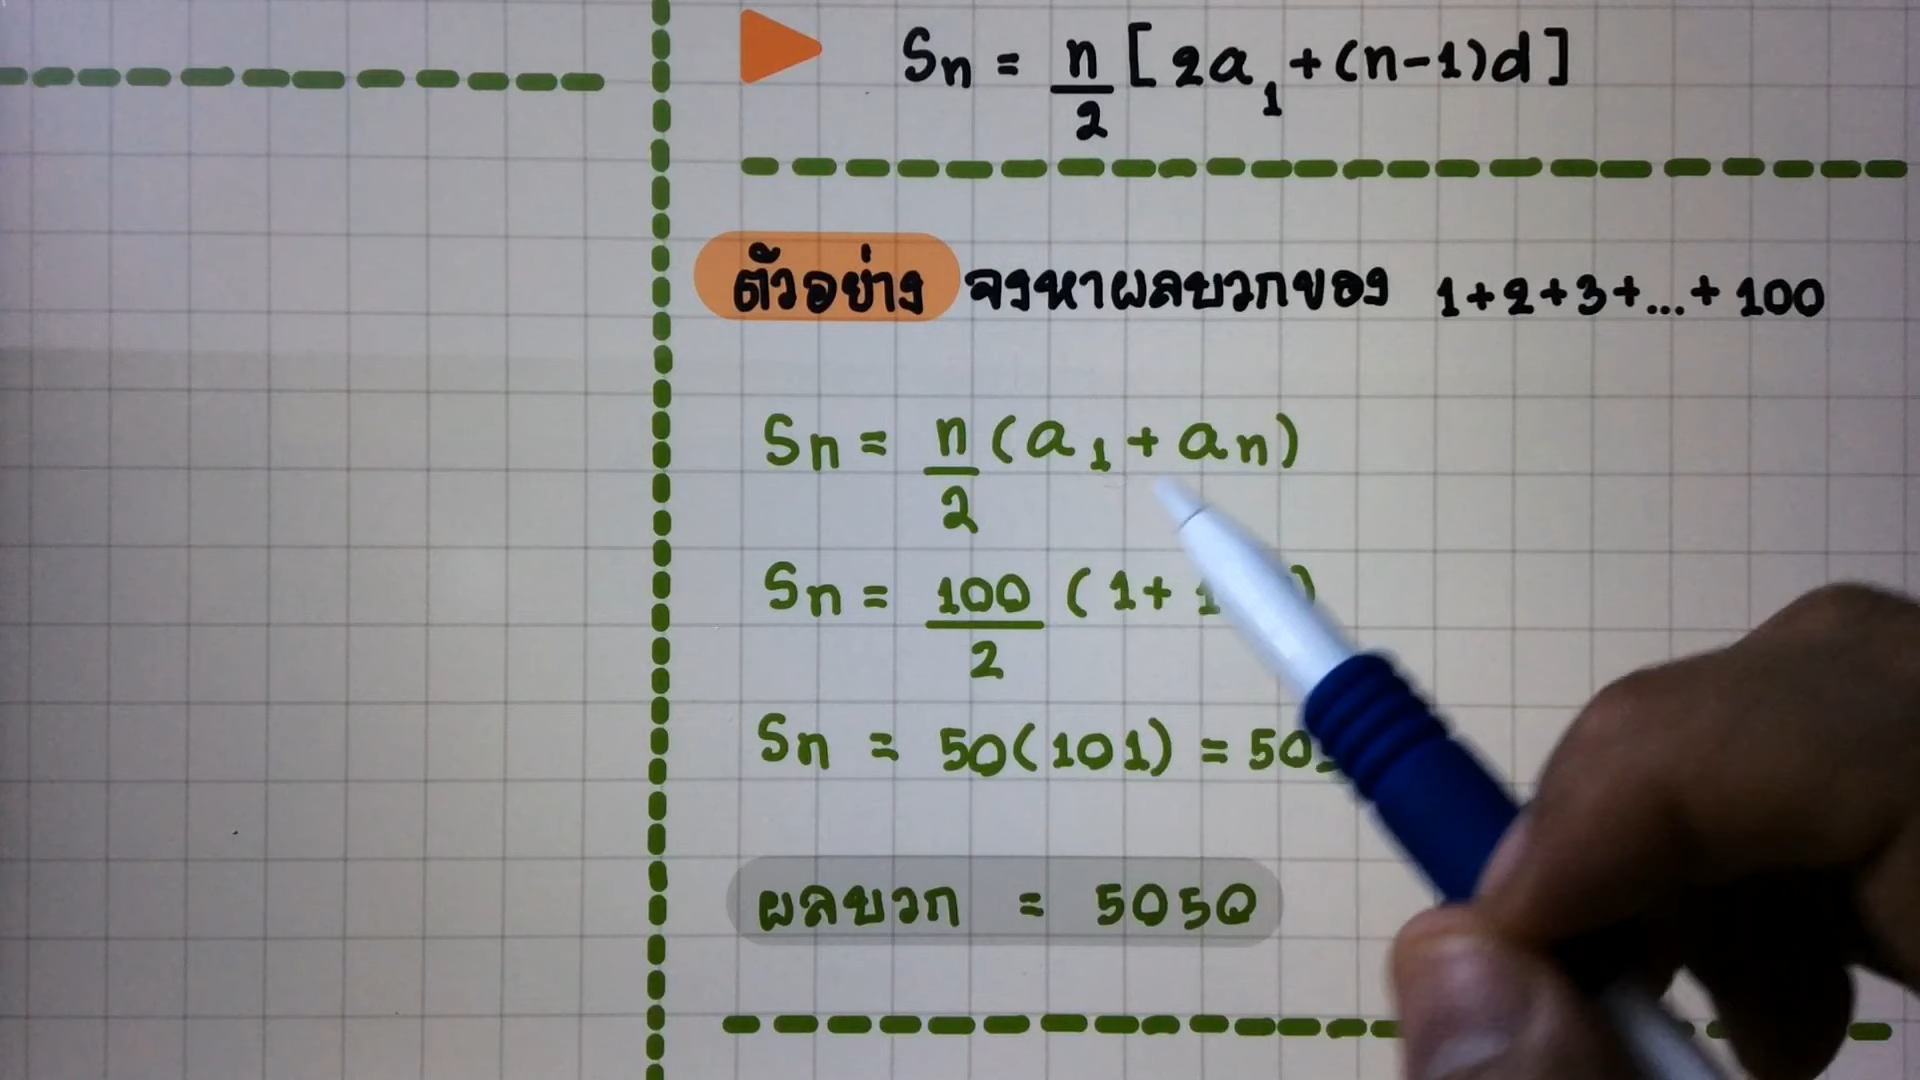 Sn = n/2 [2a₁+(n-1)d]
ตัวอย่าง จงหาผลบวกของ 1+2+3+...+100
Sn = n/2 (a₁+an)
Sn = 100/2 (1+
Sn = 50(101) =
ผลบวก = 5050